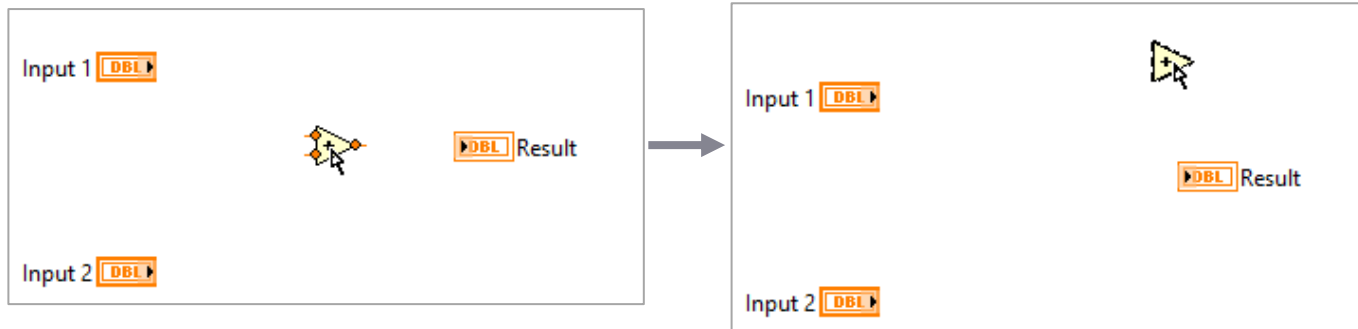 Input 1 DBL
+
DBL Result
Input 2 DBL
+
Input 1 DBL
DBL Result
Input 2 DBL